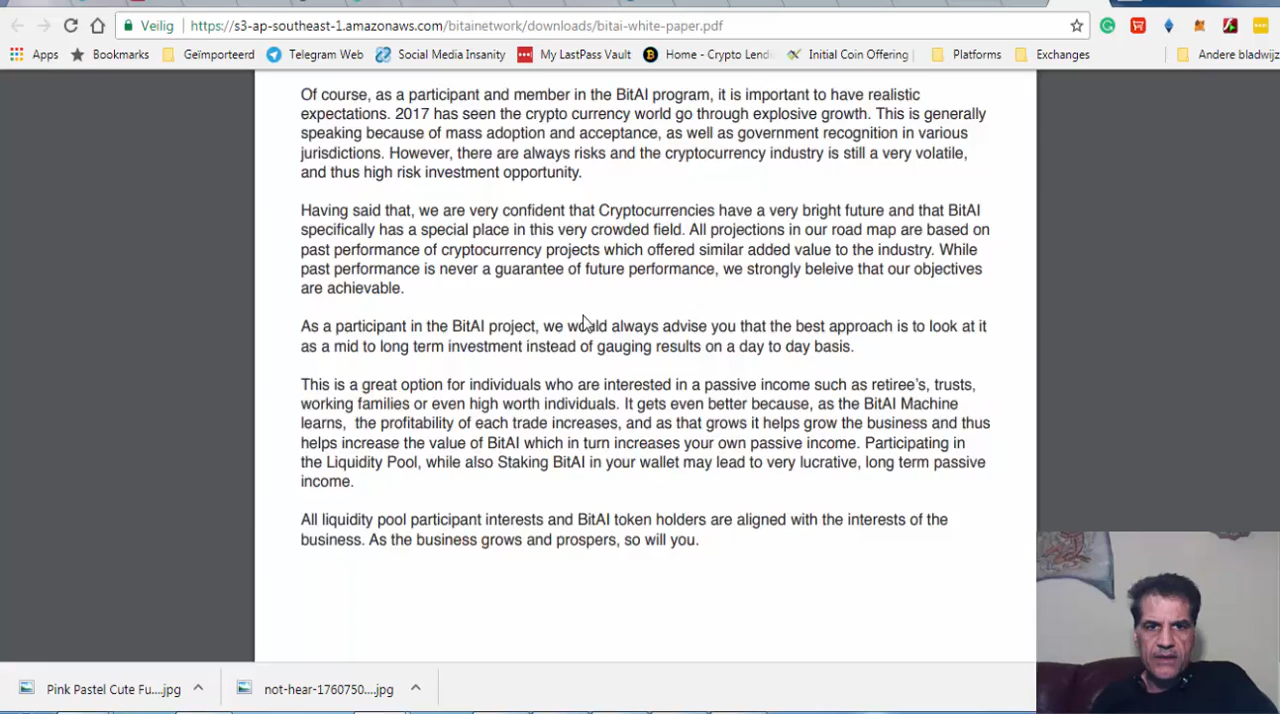 Veilig
https://s3-ap-southeast-1.amazonaws.com/bitainetwork/downloads/bitai-white-paper.pdf
Apps
Bookmarks
Geïmporteerd
Telegram Web
Social Media Insanity
My LastPass Vault
Home - Crypto Lend
Initial Coin Offering |
Platforms
Exchanges
Andere bladwijz
Of course, as a participant and member in the BitAI program, it is important to have realistic
expectations. 2017 has seen the crypto currency world go through explosive growth. This is generally
speaking because of mass adoption and acceptance, as well as government recognition in various
jurisdictions. However, there are always risks and the cryptocurrency industry is still a very volatile,
and thus high risk investment opportunity.
Having said that, we are very confident that Cryptocurrencies have a very bright future and that BitAI
specifically has a special place in this very crowded field. All projections in our road map are based on
past performance of cryptocurrency projects which offered similar added value to the industry. While
past performance is never a guarantee of future performance, we strongly beleive that our objectives
are achievable.
As a participant in the BitAI project, we would always advise you that the best approach is to look at it
as a mid to long term investment instead of gauging results on a day to day basis.
This is a great option for individuals who are interested in a passive income such as retiree's, trusts,
working families or even high worth individuals. It gets even better because, as the BitAI Machine
learns, the profitability of each trade increases, and as that grows it helps grow the business and thus
helps increase the value of BitAI which in turn increases your own passive income. Participating in
the Liquidity Pool, while also Staking BitAI in your wallet may lead to very lucrative, long term passive
income.
All liquidity pool participant interests and BitAI token holders are aligned with the interests of the
business. As the business grows and prospers, so will you.
Pink Pastel Cute Fu....jpg
not-hear-1760750....jpg